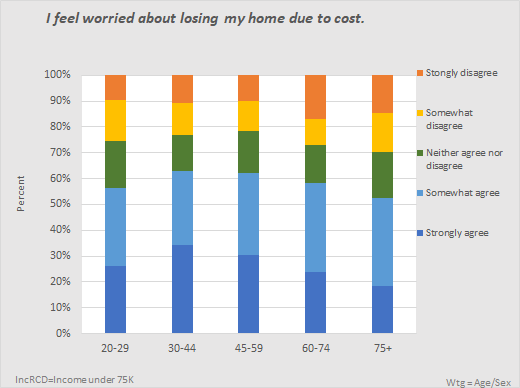 I feel worried about losing my home due to cost.
100%
90%
80%
70%
60%
50%
40%
30%
20%
10%
0%
Percent
20-29
30-44
45-59
60-74
75+
Stongly disagree
Somewhat
disagree
Neither agree nor
disagree
Somewhat agree
Strongly agree
IncRCD=Income under 75K
Wtg = Age/Sex